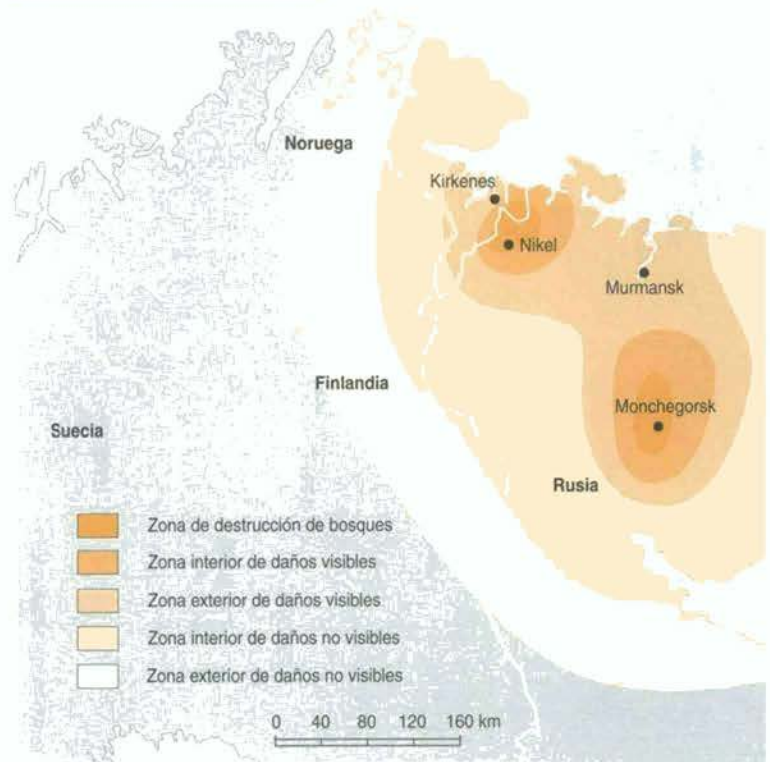 Noruega
Kirkenes
Nikel
Murmansk
Finlandia
Monchegorsk
Suecia
Rusia
Zona de destrucción de bosques
Zona interior de daños visibles
Zona exterior de daños visibles
Zona interior de daños no visibles
Zona exterior de daños no visibles
0 40 80 120 160 km